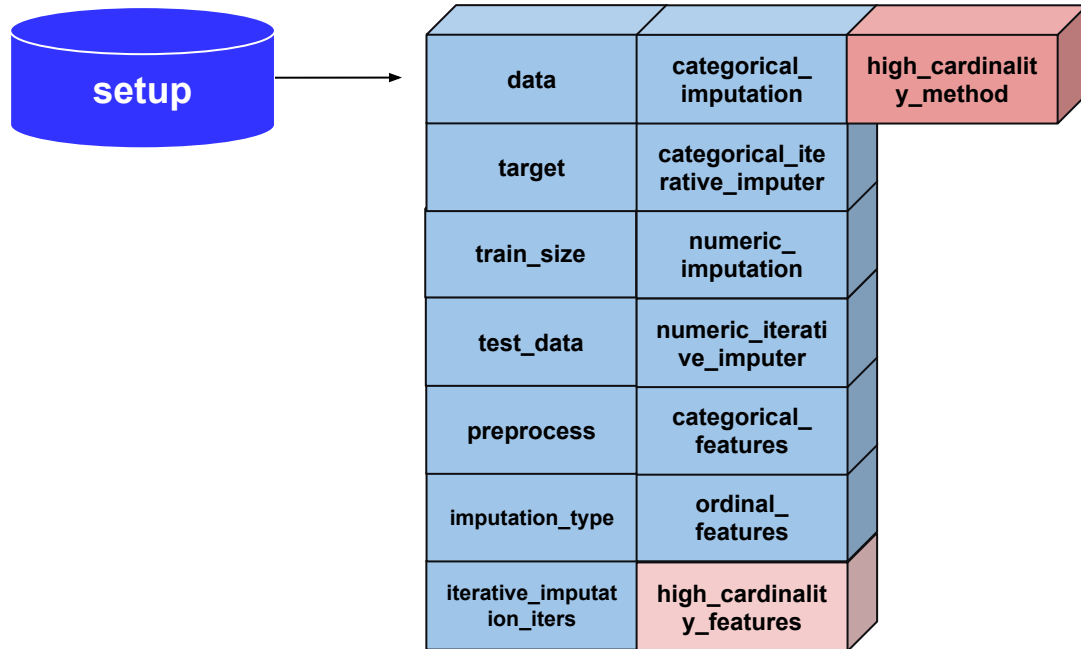 setup
data
categorical_
imputation
high_cardinalit
y_method
target
categorical_ite
rative_imputer
train_size
numeric_
imputation
test_data
numeric_iterati
ve_imputer
preprocess
categorical_
features
imputation_type
ordinal_
features
iterative_imputat
ion_iters
high_cardinalit
y_features